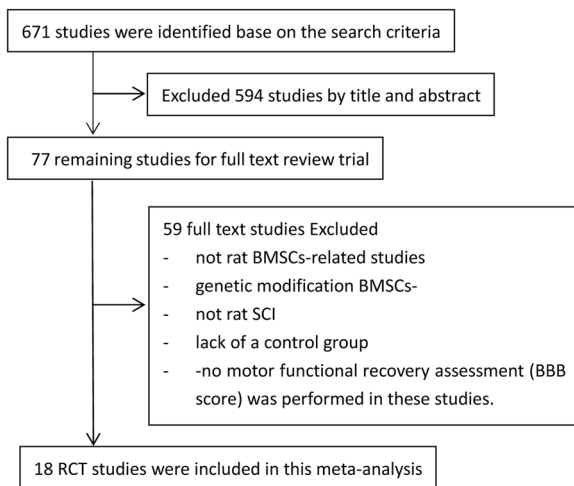 671 studies were identified base on the search criteria
Excluded 594 studies by title and abstract
77 remaining studies for full text review trial
59 full text studies Excluded
- not rat BMSCs-related studies
- genetic modification BMSCs-
- not rat SCI
- lack of a control group
- -no motor functional recovery assessment (BBB
score) was performed in these studies.
18 RCT studies were included in this meta-analysis